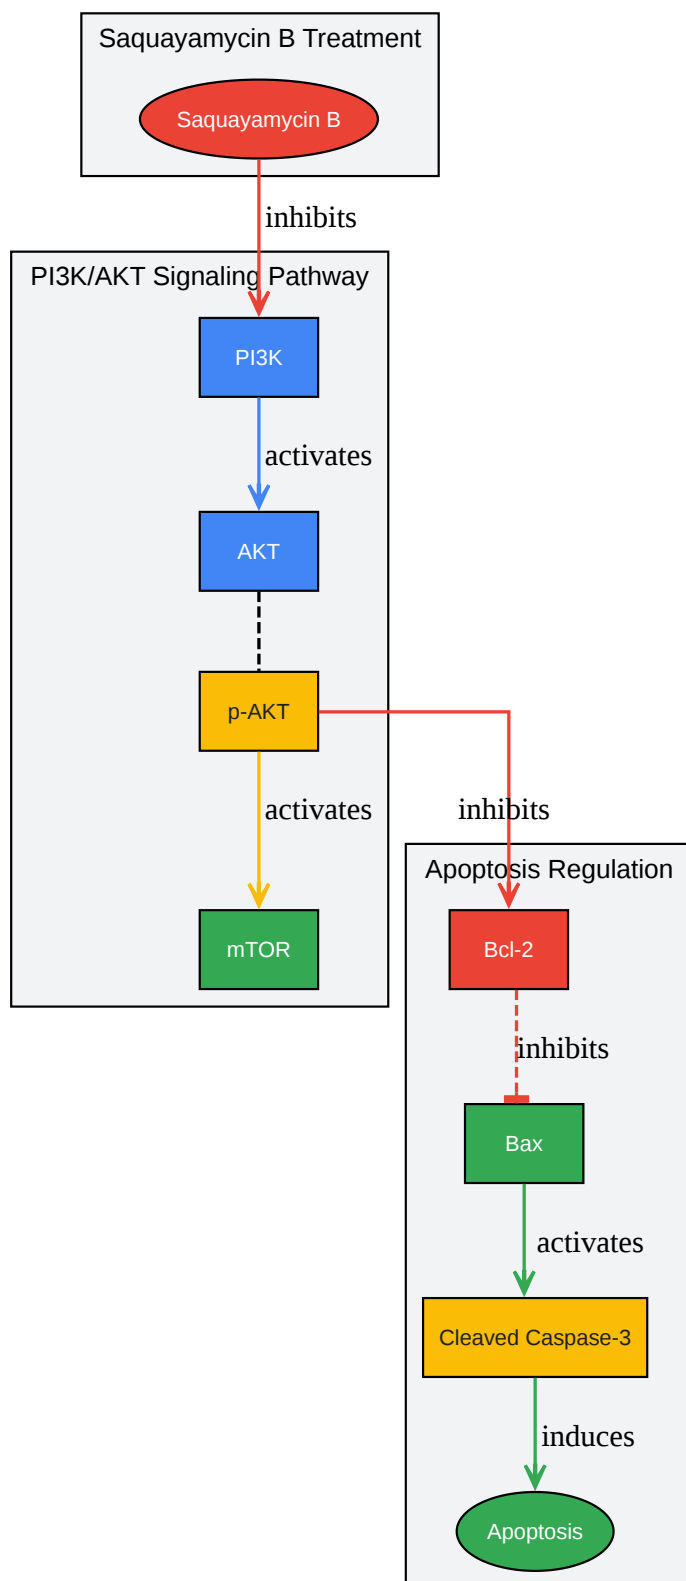 Saquayamycin B Treatment
Saquayamycin B
inhibits
PI3K/AKT Signaling Pathway
PI3K
activates
AKT
p-AKT
activates
inhibits
Apoptosis Regulation
mTOR
Bcl-2
inhibits
Bax
activates
Cleaved Caspase-3
induces
Apoptosis